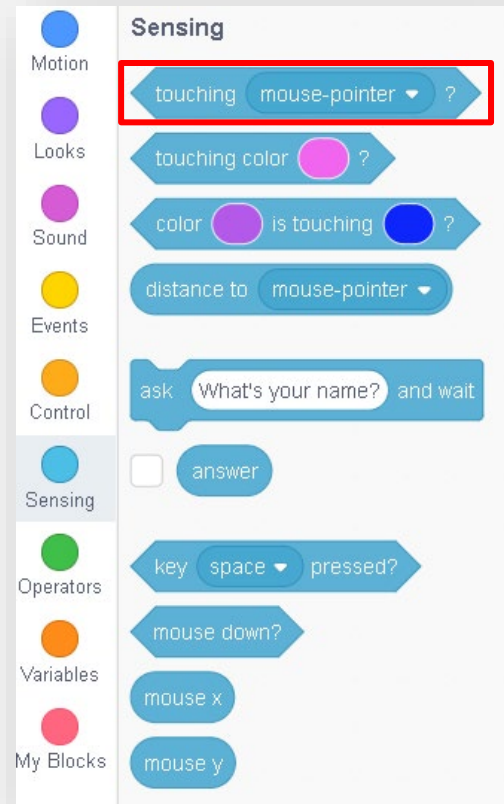 Motion
Looks
Sound
Events
Control
Sensing
Operators
Variables
My Blocks
Sensing
touching mouse-pointer ?
touching color ?
color is touching ?
distance to mouse-pointer
ask What's your name? and wait
answer
key space pressed?
mouse down?
mouse x
mouse y